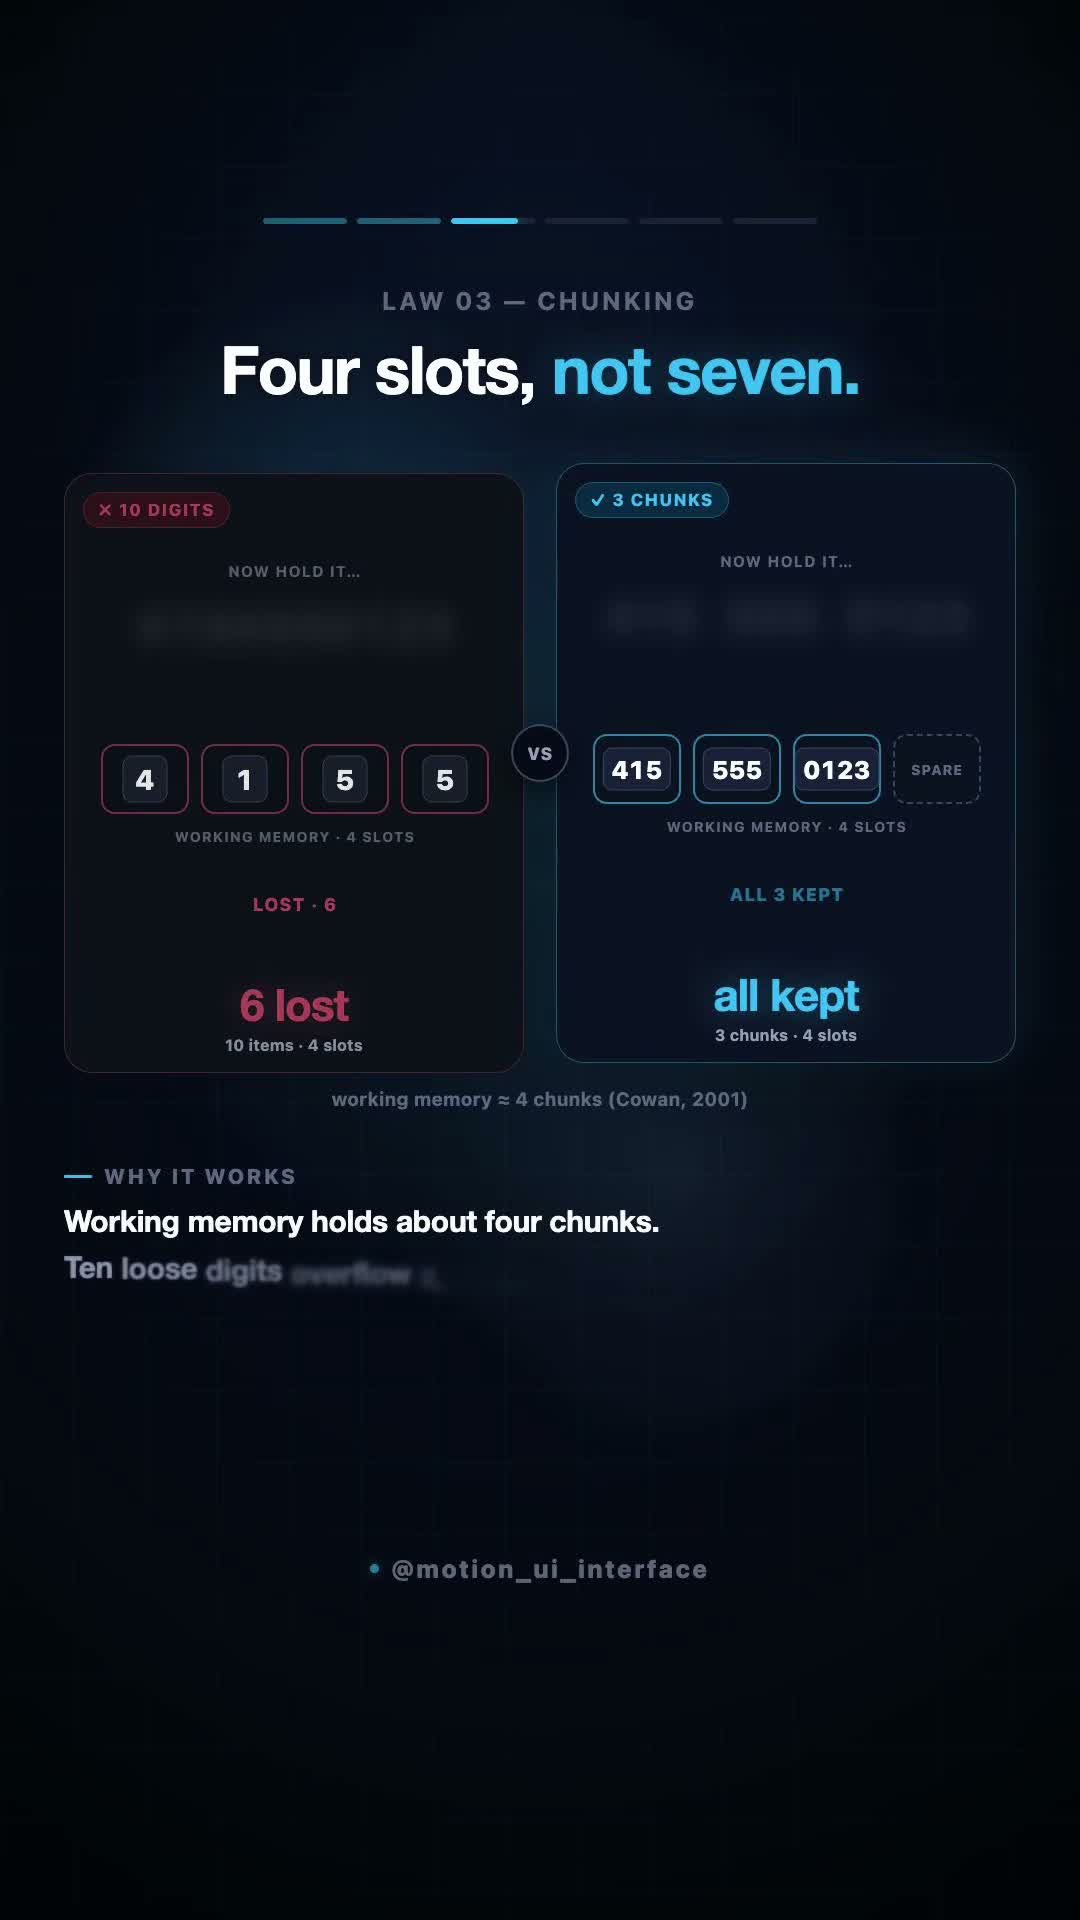 LAW 03 — CHUNKING
Four slots, not seven.
✕ 10 DIGITS
NOW HOLD IT...
4 1 5 5
WORKING MEMORY · 4 SLOTS
LOST · 6
6 lost
10 items · 4 slots
VS
✓ 3 CHUNKS
NOW HOLD IT...
415 555 0123 SPARE
WORKING MEMORY · 4 SLOTS
ALL 3 KEPT
all kept
3 chunks · 4 slots
working memory ≈ 4 chunks (Cowan, 2001)
WHY IT WORKS
Working memory holds about four chunks.
Ten loose digits overflow
@motion_ui_interface